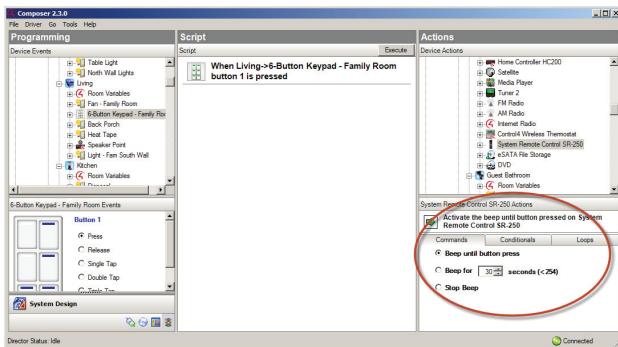 Composer 2.3.0
File Driver Go Tools Help
Programming
Device Events
Table Light
North Wall Lights
Living
Room Variables
Fan - Family Room
6-Button Keypad - Family Roo
Back Porch
Heat Tape
Speaker Point
Light - Fam South Wall
Kitchen
Room Variables
6-Button Keypad - Family Room Events
Button 1
Press
Release
Single Tap
Double Tap
Triple Tap
System Design
Director Status: Idle
Script
Script
Execute
When Living->6-Button Keypad - Family Room
button 1 is pressed
Actions
Device Actions
Home Controller HC200
Satellite
Media Player
Tuner 2
FM Radio
AM Radio
Internet Radio
Control4 Wireless Thermostat
System Remote Control SR-250
eSATA File Storage
DVD
Guest Bathroom
Room Variables
System Remote Control SR-250 Actions
Activate the beep until button pressed on System
Remote Control SR-250
Commands Conditionals Loops
Beep until button press
Beep for 30 seconds (<254)
Stop Beep
Connected